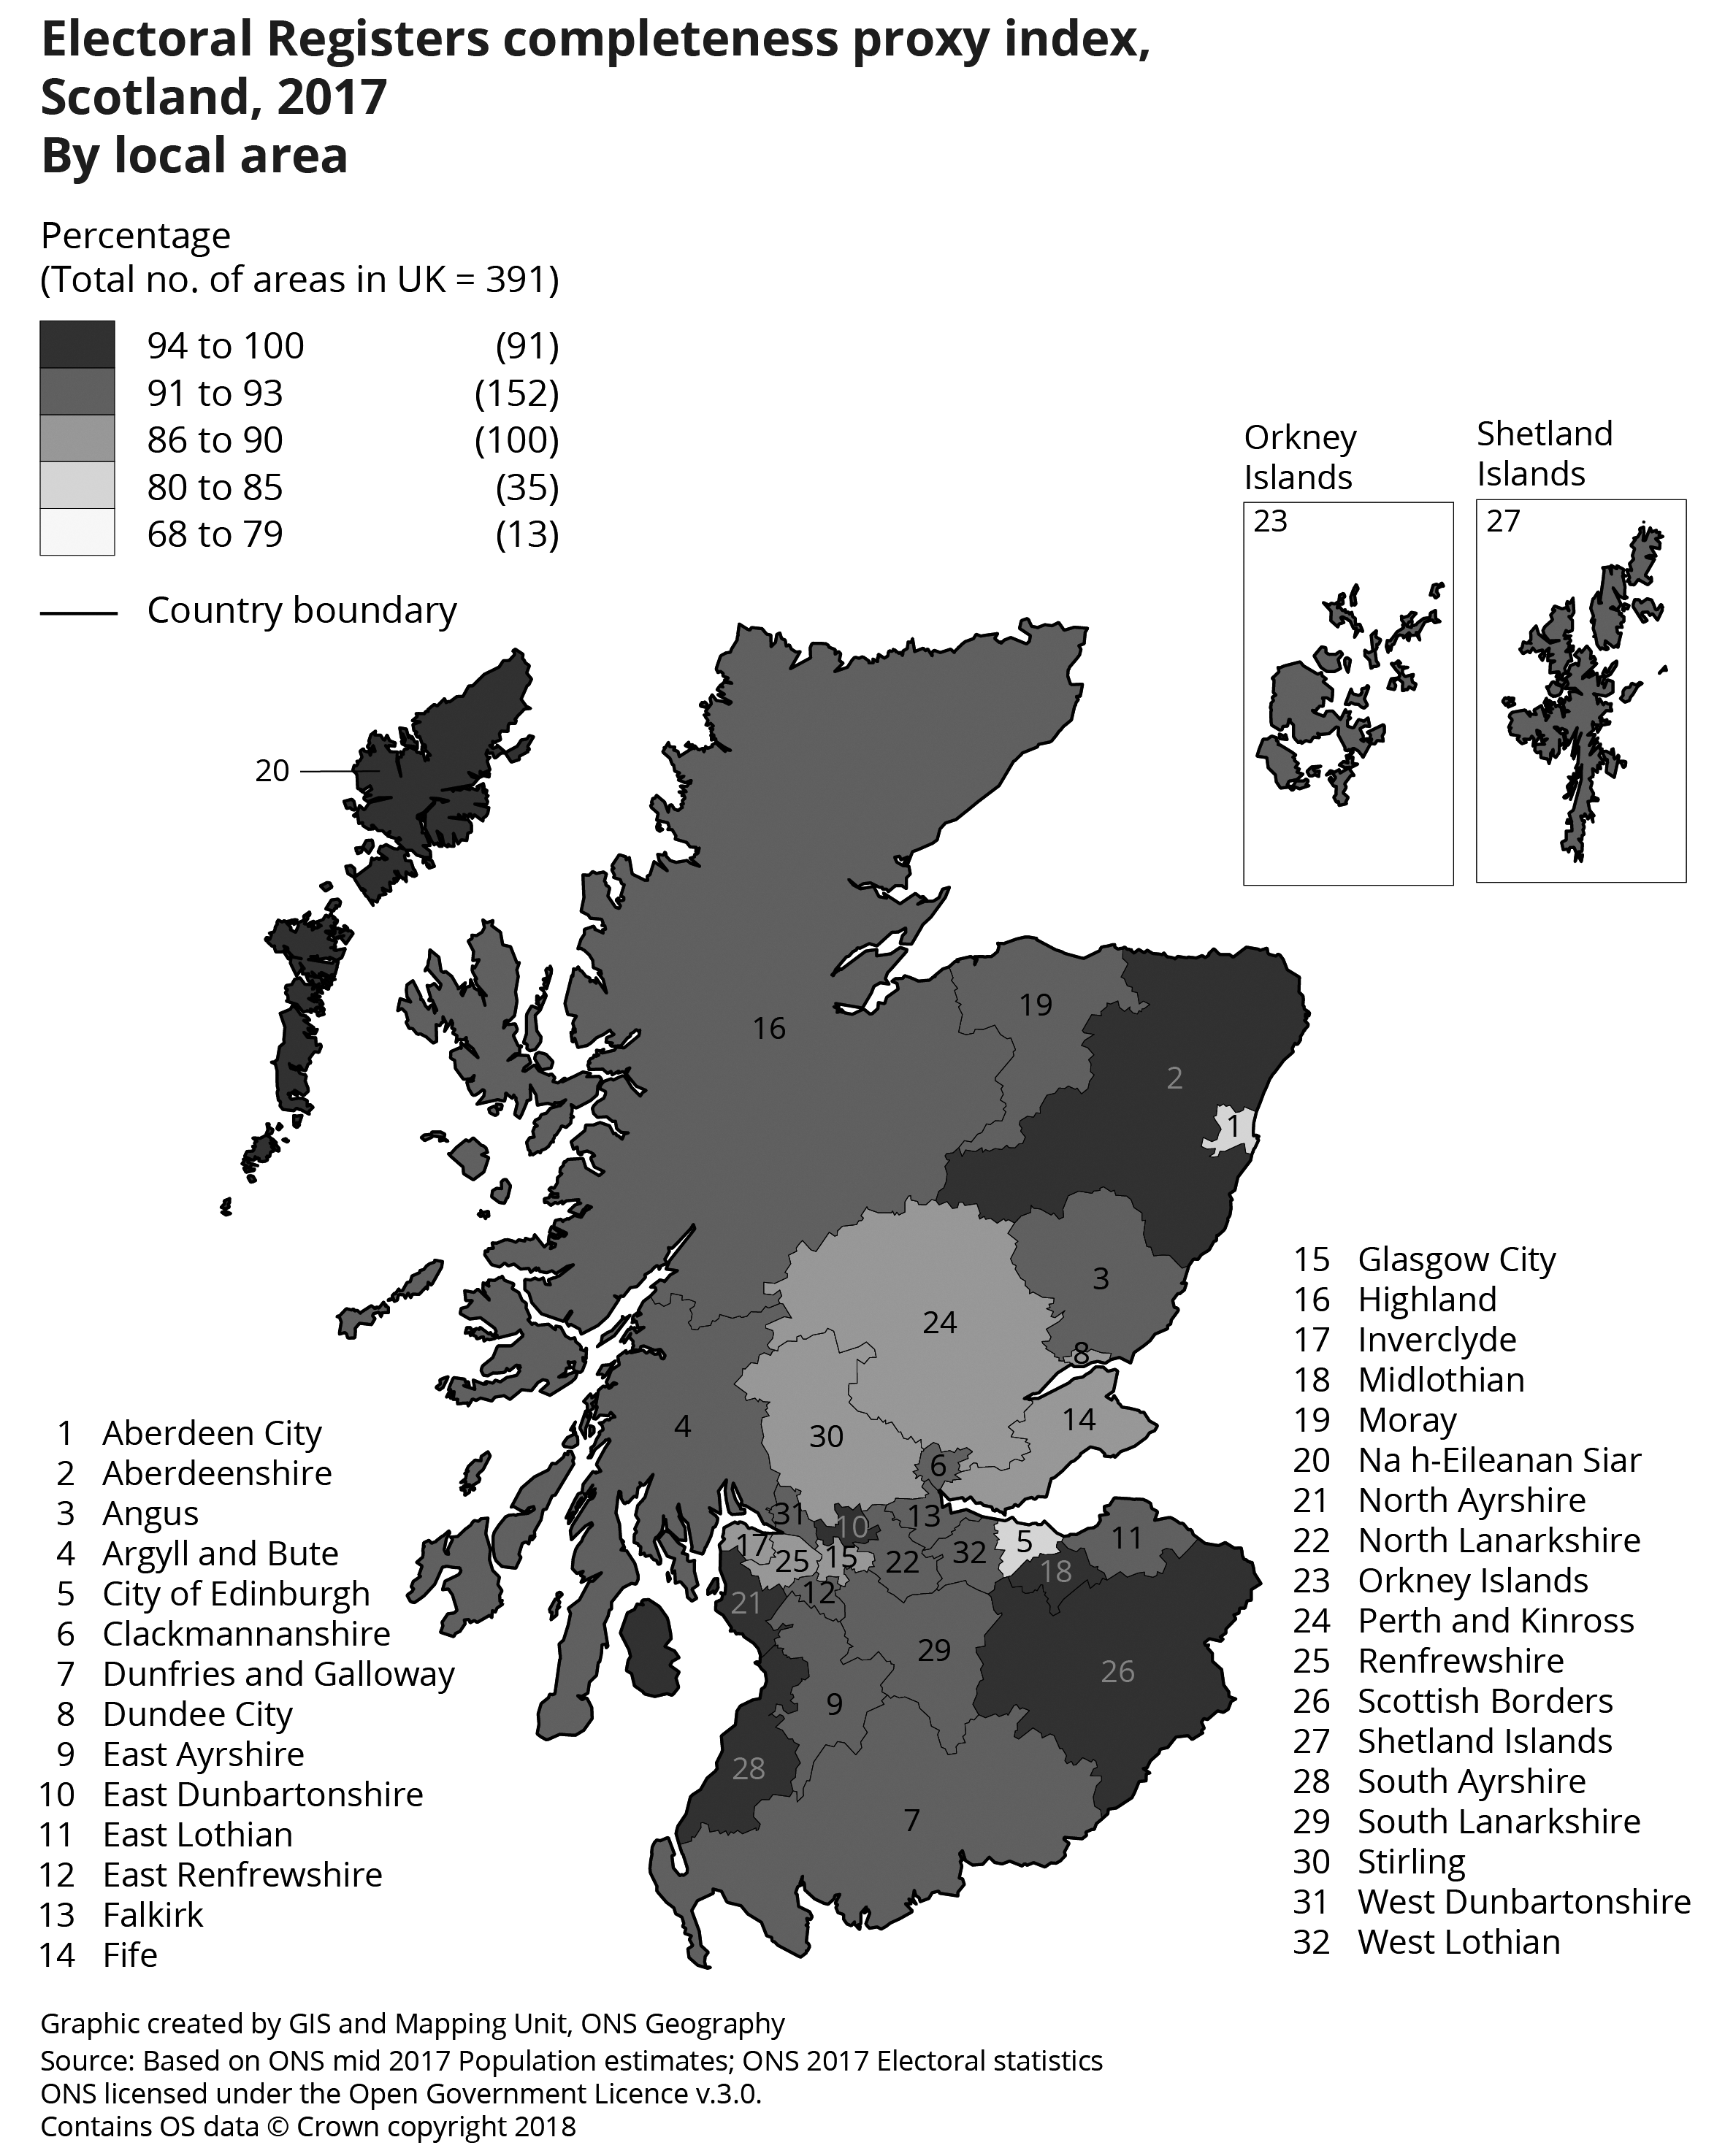 Electoral Registers completeness proxy index,
Scotland, 2017
By local area
Percentage
(Total no. of areas in UK = 391)
94 to 100 (91)
91 to 93 (152)
86 to 90 (100)
80 to 85 (35)
68 to 79 (13)
Country boundary
Orkney
Islands
23
Shetland
Islands
27
20
16
19
2
1
3
24
8
4
30
14
6
31
10
13
17
25
15
22
32
5
11
18
12
21
29
26
9
28
7
1 Aberdeen City
2 Aberdeenshire
3 Angus
4 Argyll and Bute
5 City of Edinburgh
6 Clackmannanshire
7 Dunfries and Galloway
8 Dundee City
9 East Ayrshire
10 East Dunbartonshire
11 East Lothian
12 East Renfrewshire
13 Falkirk
14 Fife
15 Glasgow City
16 Highland
17 Inverclyde
18 Midlothian
19 Moray
20 Na h-Eileanan Siar
21 North Ayrshire
22 North Lanarkshire
23 Orkney Islands
24 Perth and Kinross
25 Renfrewshire
26 Scottish Borders
27 Shetland Islands
28 South Ayrshire
29 South Lanarkshire
30 Stirling
31 West Dunbartonshire
32 West Lothian
Graphic created by GIS and Mapping Unit, ONS Geography
Source: Based on ONS mid 2017 Population estimates; ONS 2017 Electoral statistics
ONS licensed under the Open Government Licence v.3.0.
Contains OS data © Crown copyright 2018